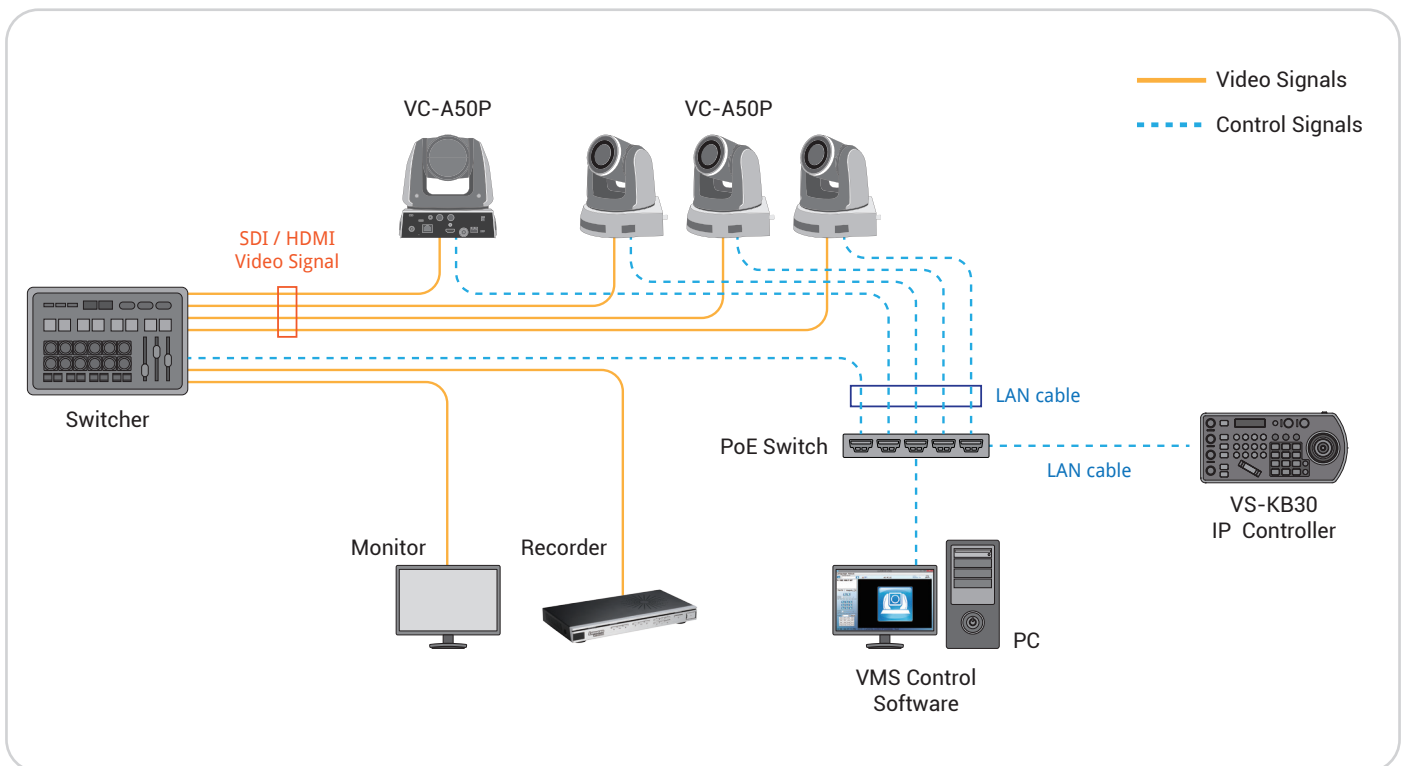 Video Signals
Control Signals
VC-A50P
VC-A50P
SDI / HDMI
Video Signal
Switcher
LAN cable
PoE Switch
LAN cable
VS-KB30
IP Controller
Monitor
Recorder
PC
VMS Control
Software